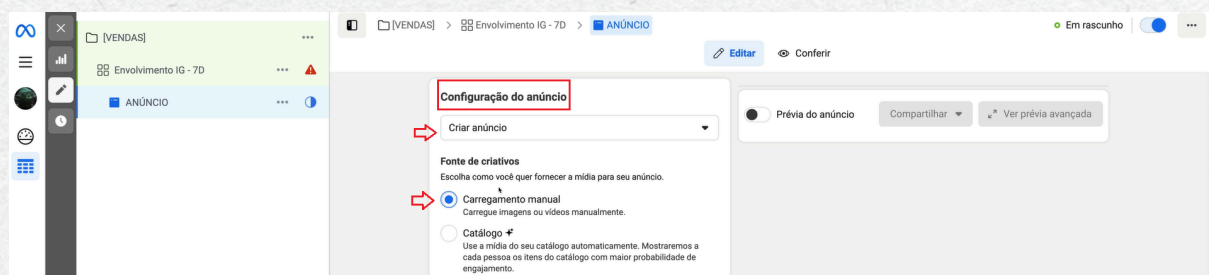 [VENDAS]
Envolvimento IG - 7D
ANÚNCIO
[VENDAS] > Envolvimento IG - 7D > ANÚNCIO
Em rascunho
Editar
Conferir
Configuração do anúncio
Criar anúncio
Fonte de criativos
Escolha como você quer fornecer a mídia para seu anúncio.
Carregamento manual
Carregue imagens ou vídeos manualmente.
Catálogo
Use a mídia do seu catálogo automaticamente. Mostraremos a
cada pessoa os itens do catálogo com maior probabilidade de
engajamento.
Prévia do anúncio
Compartilhar
Ver prévia avançada